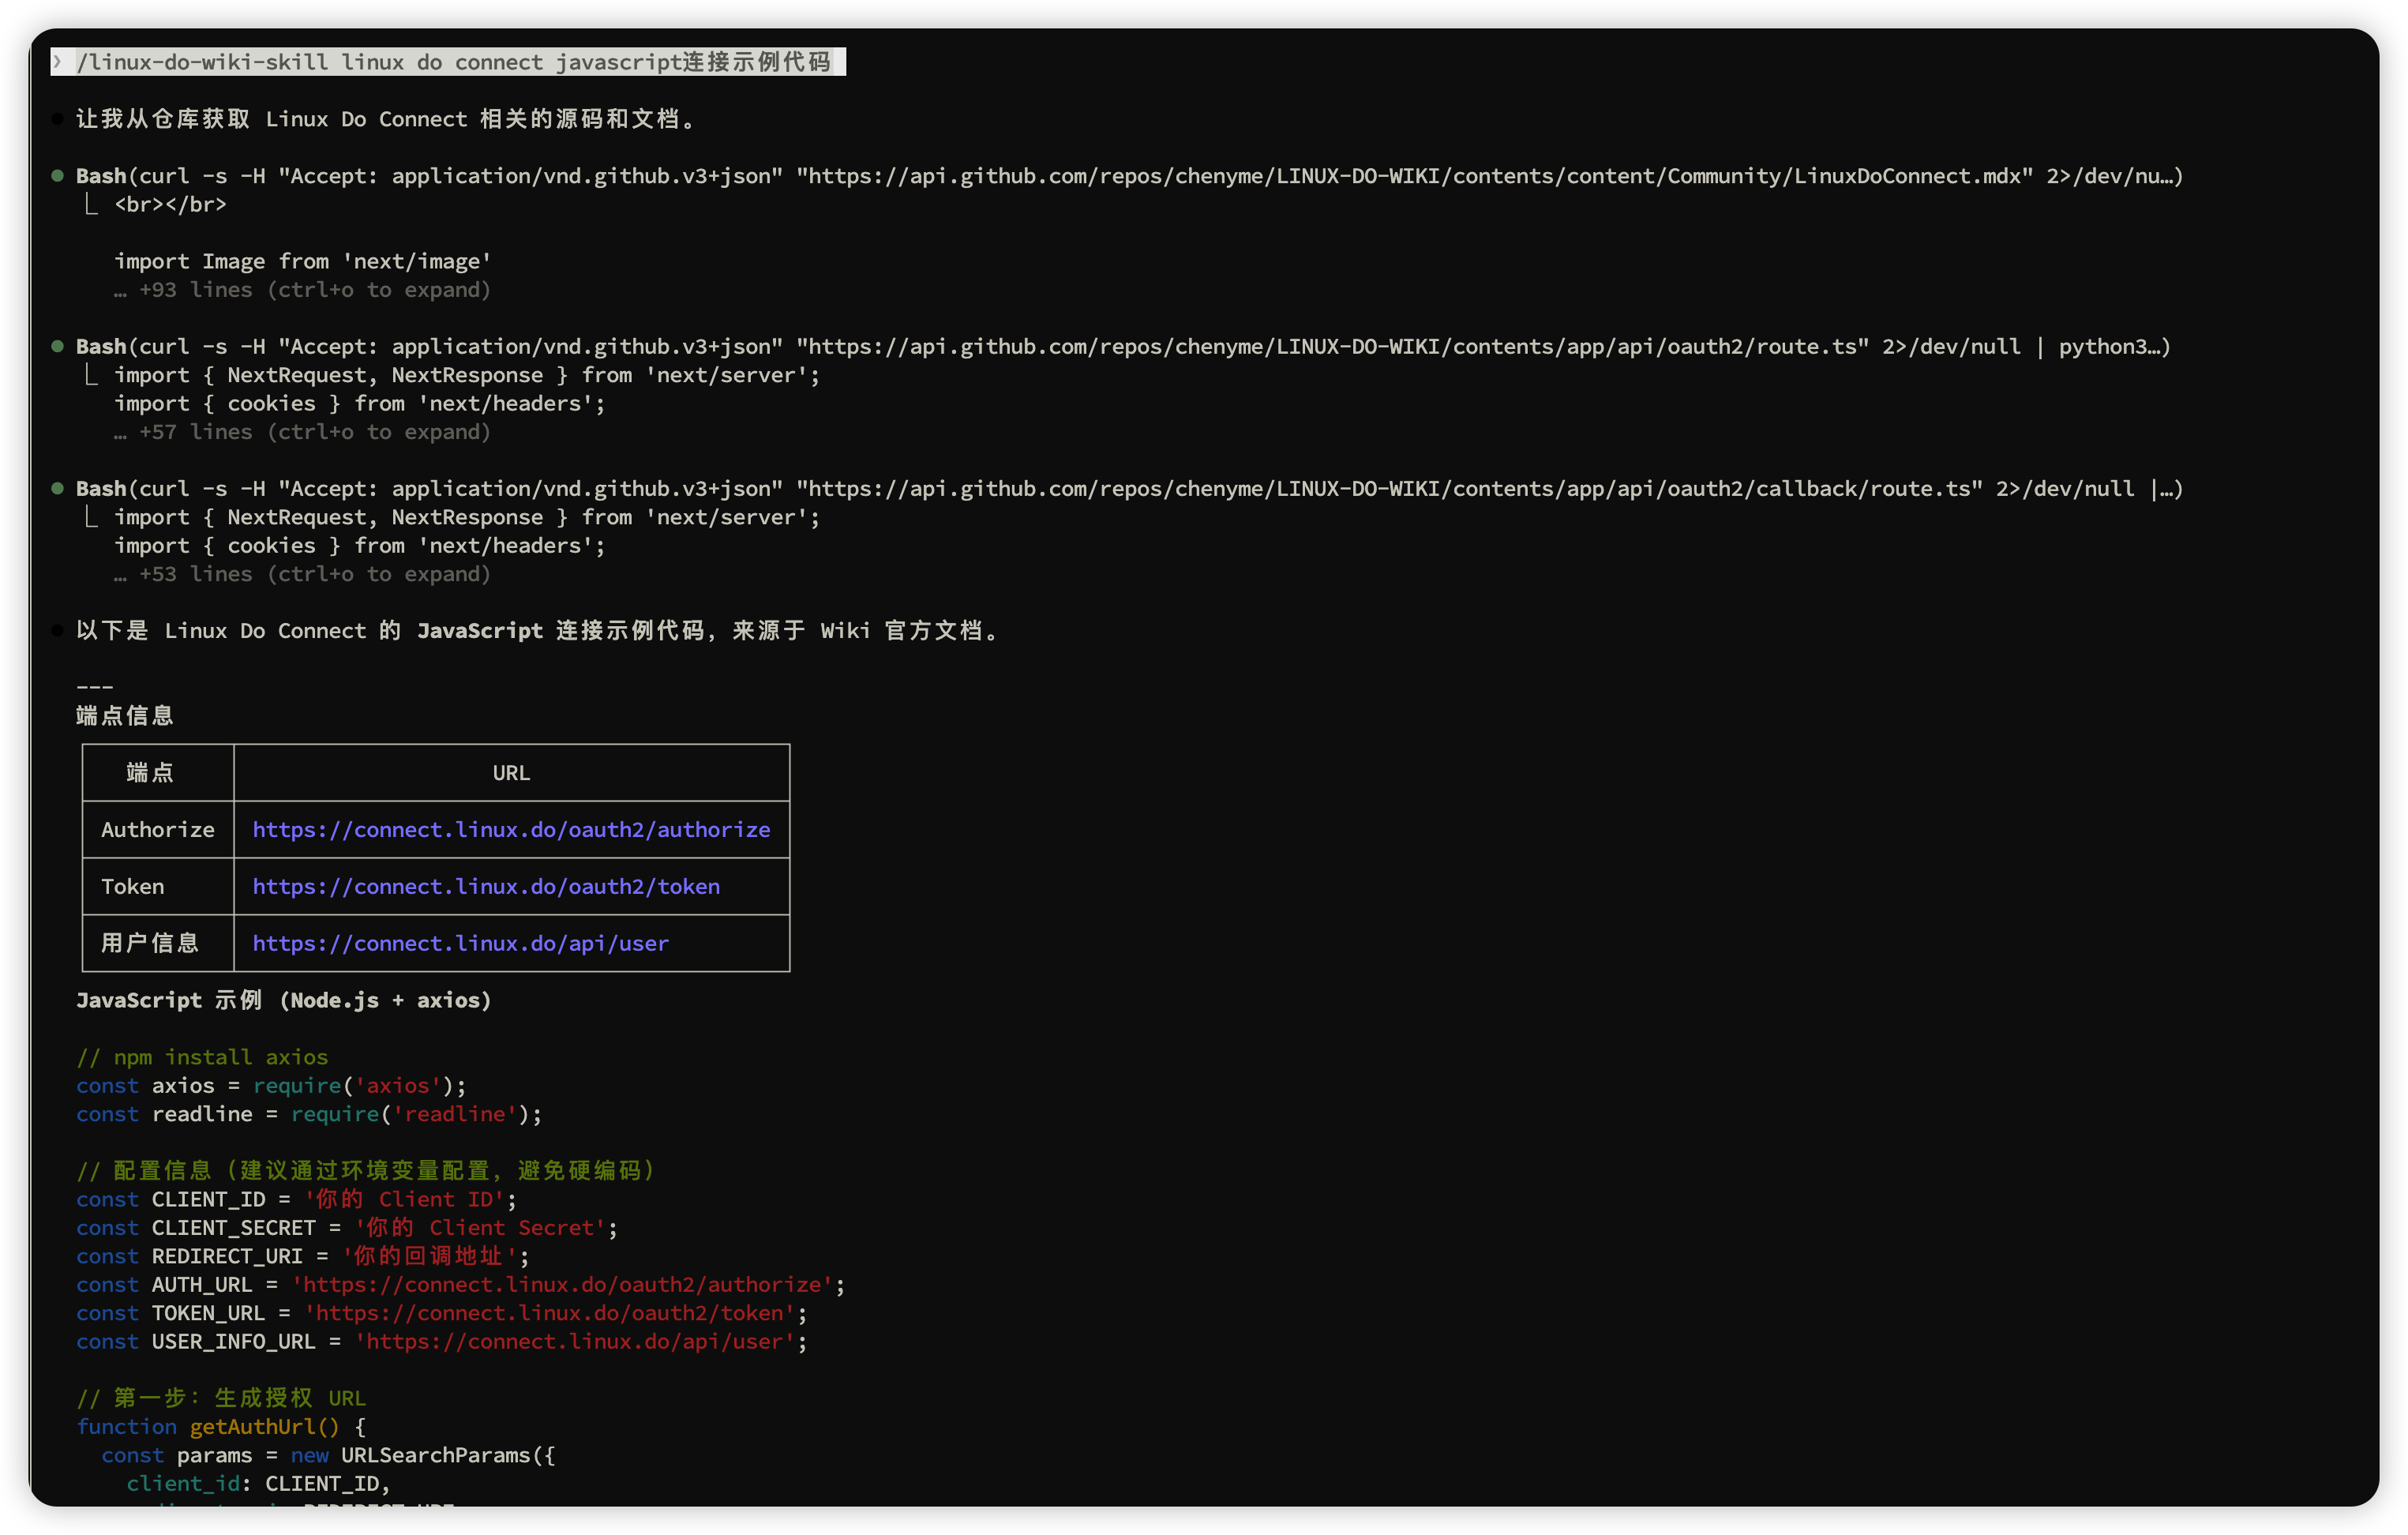 ❯ /linux-do-wiki-skill linux do connect javascript连接示例代码
● 让我从仓库获取 Linux Do Connect 相关的源码和文档。
● Bash(curl -s -H "Accept: application/vnd.github.v3+json" "https://api.github.com/repos/chenyme/LINUX-DO-WIKI/contents/content/Community/LinuxDoConnect.mdx" 2>/dev/nu…)
⎿ <br></br>
import Image from 'next/image'
… +93 lines (ctrl+o to expand)
● Bash(curl -s -H "Accept: application/vnd.github.v3+json" "https://api.github.com/repos/chenyme/LINUX-DO-WIKI/contents/app/api/oauth2/route.ts" 2>/dev/null | python3…)
⎿ import { NextRequest, NextResponse } from 'next/server';
import { cookies } from 'next/headers';
… +57 lines (ctrl+o to expand)
● Bash(curl -s -H "Accept: application/vnd.github.v3+json" "https://api.github.com/repos/chenyme/LINUX-DO-WIKI/contents/app/api/oauth2/callback/route.ts" 2>/dev/null |…)
⎿ import { NextRequest, NextResponse } from 'next/server';
import { cookies } from 'next/headers';
… +53 lines (ctrl+o to expand)
● 以下是 Linux Do Connect 的 JavaScript 连接示例代码，来源于 Wiki 官方文档。
---
端点信息
端点 URL
Authorize https://connect.linux.do/oauth2/authorize
Token https://connect.linux.do/oauth2/token
用户信息 https://connect.linux.do/api/user
JavaScript 示例 (Node.js + axios)
// npm install axios
const axios = require('axios');
const readline = require('readline');
// 配置信息（建议通过环境变量配置，避免硬编码）
const CLIENT_ID = '你的 Client ID';
const CLIENT_SECRET = '你的 Client Secret';
const REDIRECT_URI = '你的回调地址';
const AUTH_URL = 'https://connect.linux.do/oauth2/authorize';
const TOKEN_URL = 'https://connect.linux.do/oauth2/token';
const USER_INFO_URL = 'https://connect.linux.do/api/user';
// 第一步：生成授权 URL
function getAuthUrl() {
const params = new URLSearchParams({
client_id: CLIENT_ID,